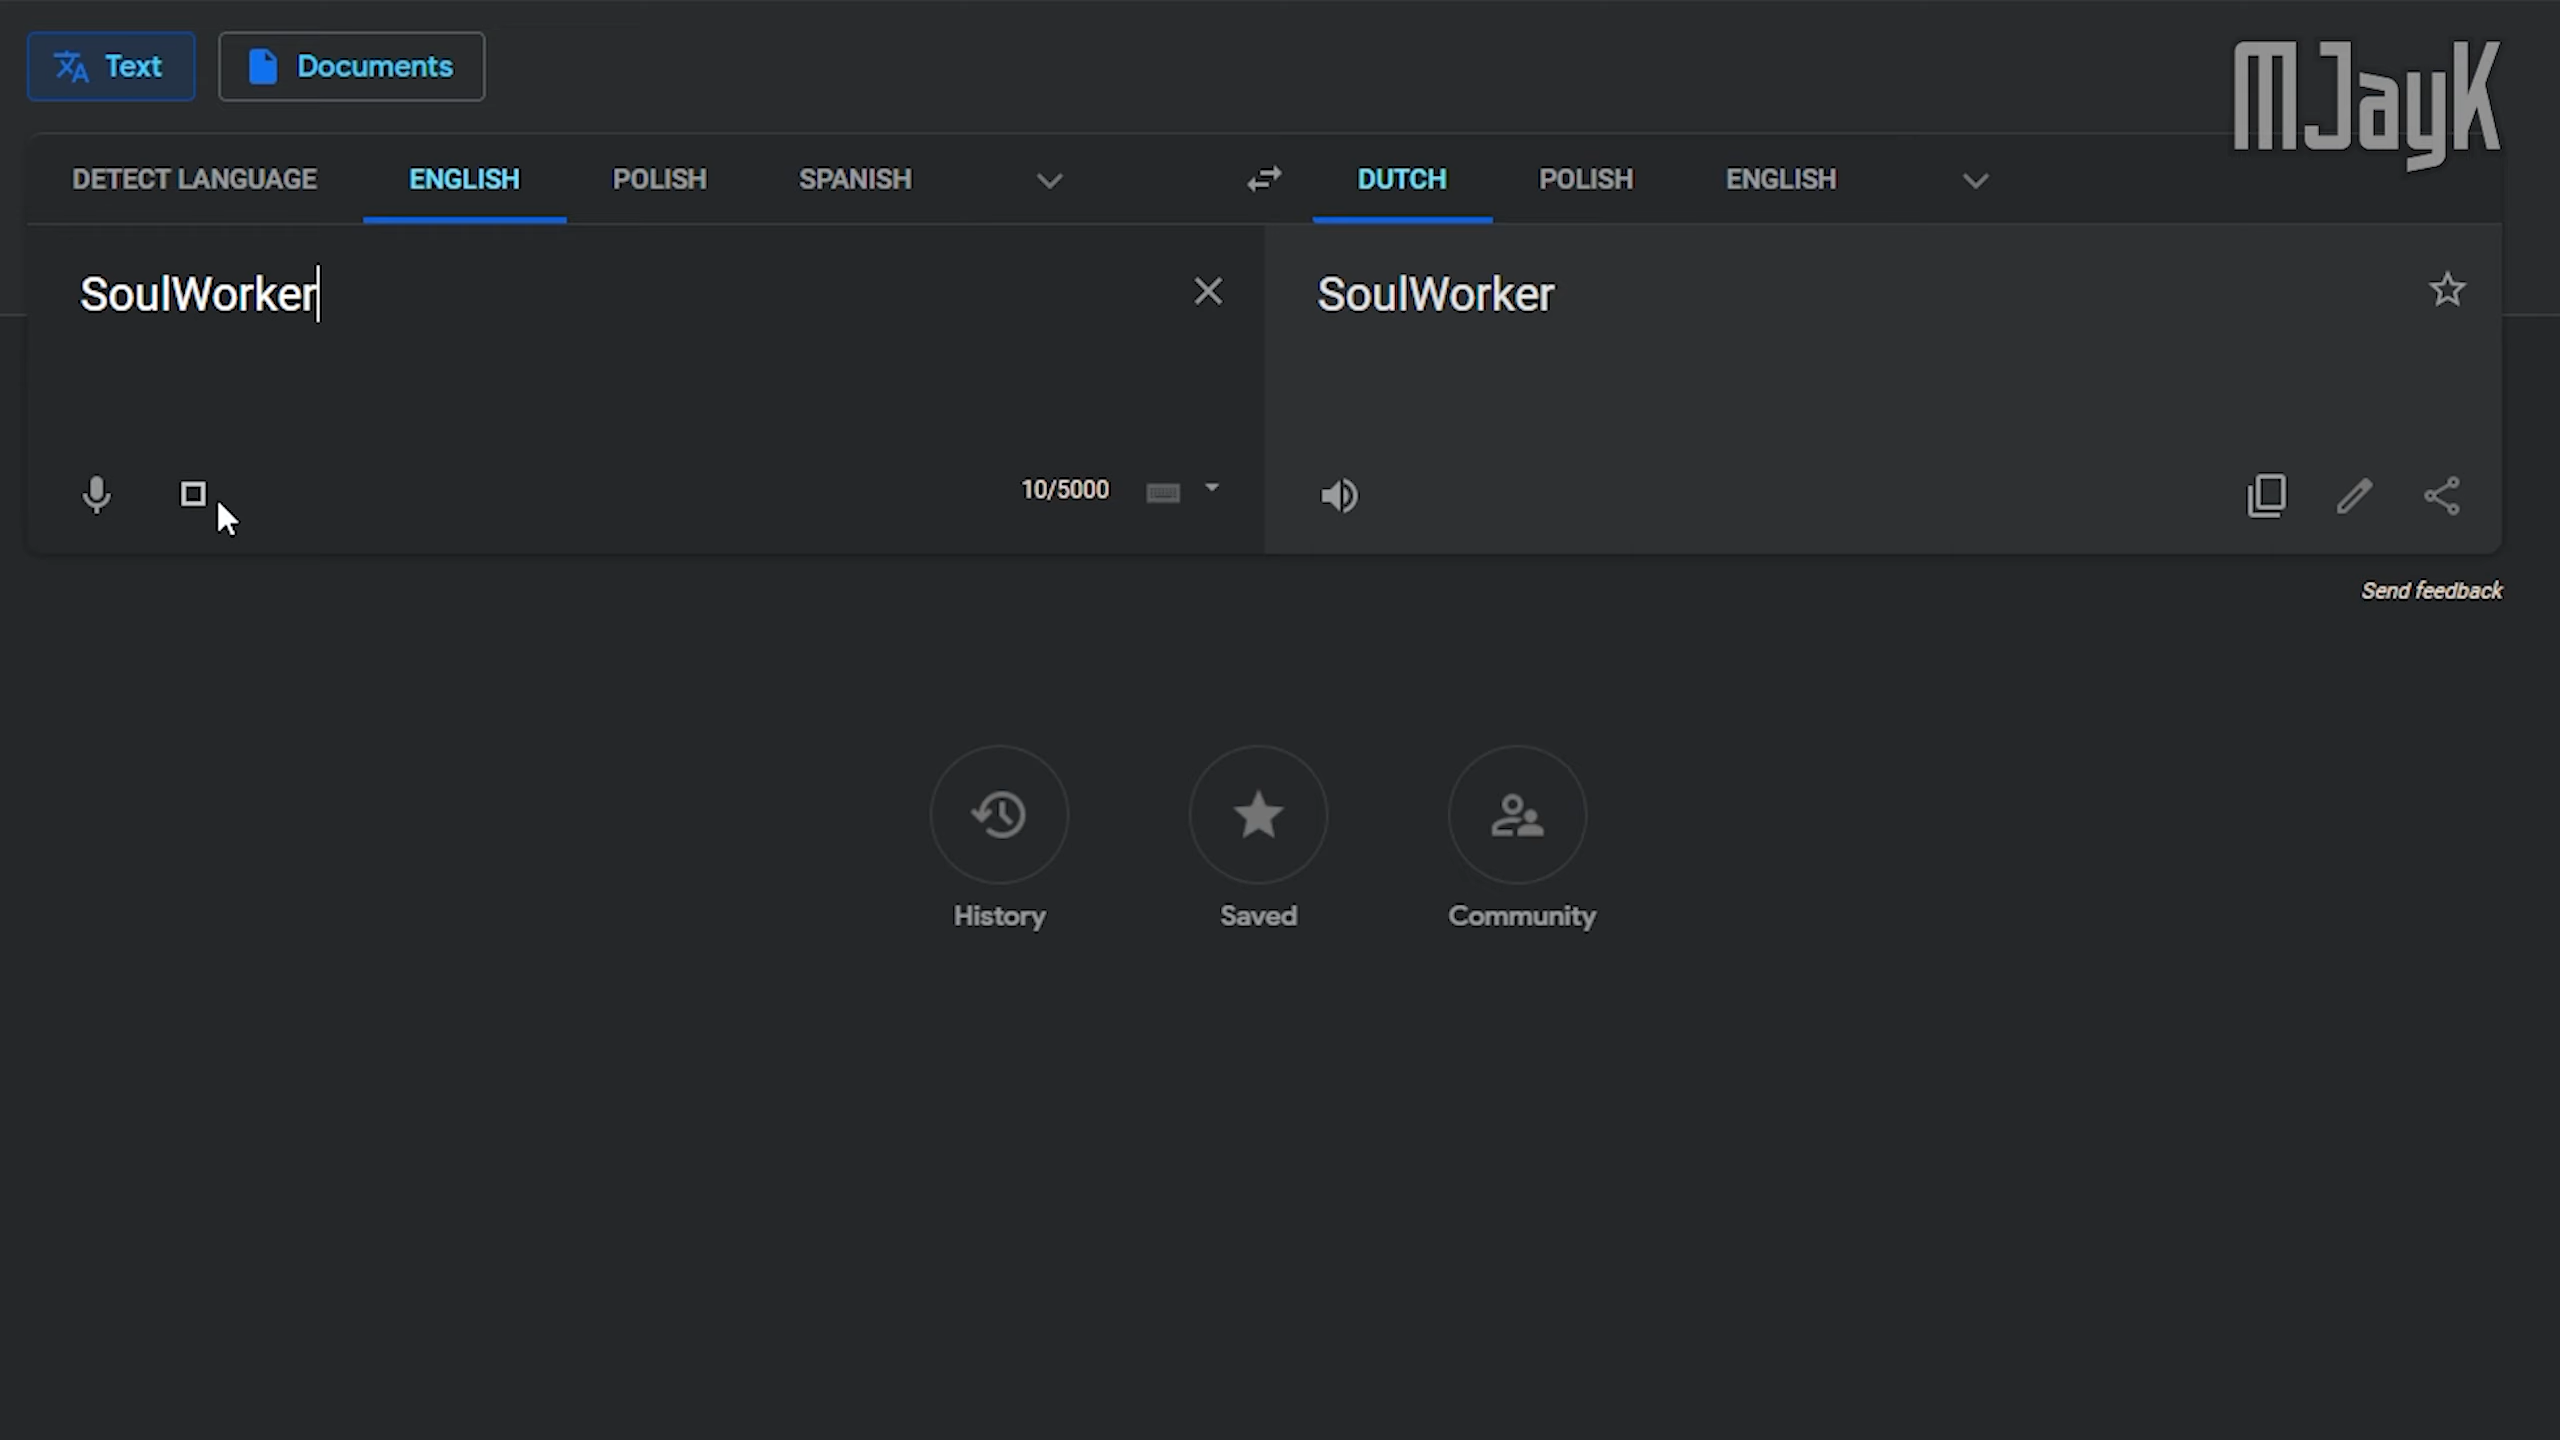 Text
Documents
MJayK
DETECT LANGUAGE
ENGLISH
POLISH
SPANISH
DUTCH
POLISH
ENGLISH
SoulWorker
SoulWorker
10/5000
Send feedback
History
Saved
Community